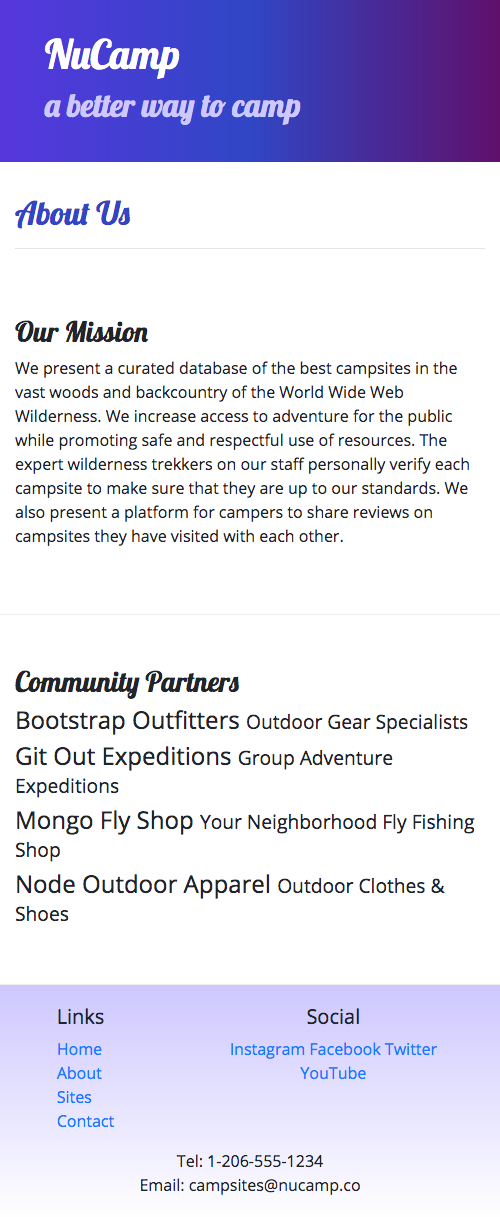 NuCamp
a better way to camp
About Us
Our Mission
We present a curated database of the best campsites in the
vast woods and backcountry of the World Wide Web
Wilderness. We increase access to adventure for the public
while promoting safe and respectful use of resources. The
expert wilderness trekkers on our staff personally verify each
campsite to make sure that they are up to our standards. We
also present a platform for campers to share reviews on
campsites they have visited with each other.
Community Partners
Bootstrap Outfitters Outdoor Gear Specialists
Git Out Expeditions Group Adventure
Expeditions
Mongo Fly Shop Your Neighborhood Fly Fishing
Shop
Node Outdoor Apparel Outdoor Clothes &
Shoes
Links
Home
About
Sites
Contact
Social
Instagram Facebook Twitter
YouTube
Tel: 1-206-555-1234
Email: campsites@nucamp.co